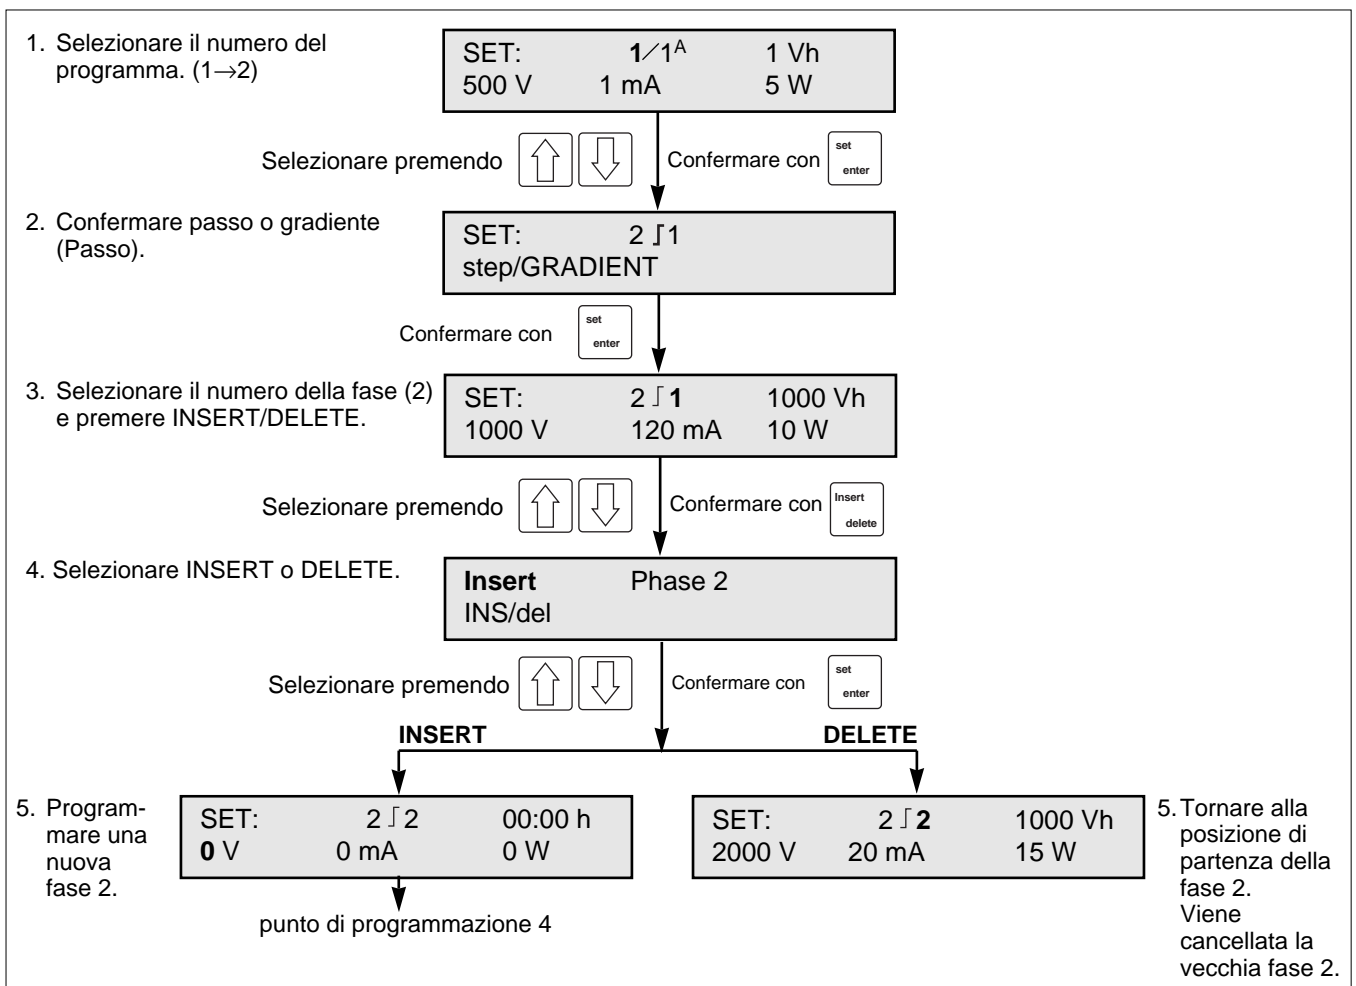 1. Selezionare il numero del
programma. (1→2)
SET: 1/1A 1 Vh
500 V 1 mA 5 W
Selezionare premendo
Confermare con
set
enter
2. Confermare passo o gradiente
(Passo).
SET: 2 ⌠1
step/GRADIENT
Confermare con
set
enter
3. Selezionare il numero della fase (2)
e premere INSERT/DELETE.
SET: 2⌠1 1000 Vh
1000 V 120 mA 10 W
Selezionare premendo
Confermare con
Insert
delete
4. Selezionare INSERT o DELETE.
Insert Phase 2
INS/del
Selezionare premendo
Confermare con
set
enter
INSERT
DELETE
5. Program-
mare una
nuova
fase 2.
SET: 2⌠2 00:00 h
0 V 0 mA 0 W
punto di programmazione 4
SET: 2⌠2 1000 Vh
2000 V 20 mA 15 W
5. Tornare alla
posizione di
partenza della
fase 2.
Viene
cancellata la
vecchia fase 2.